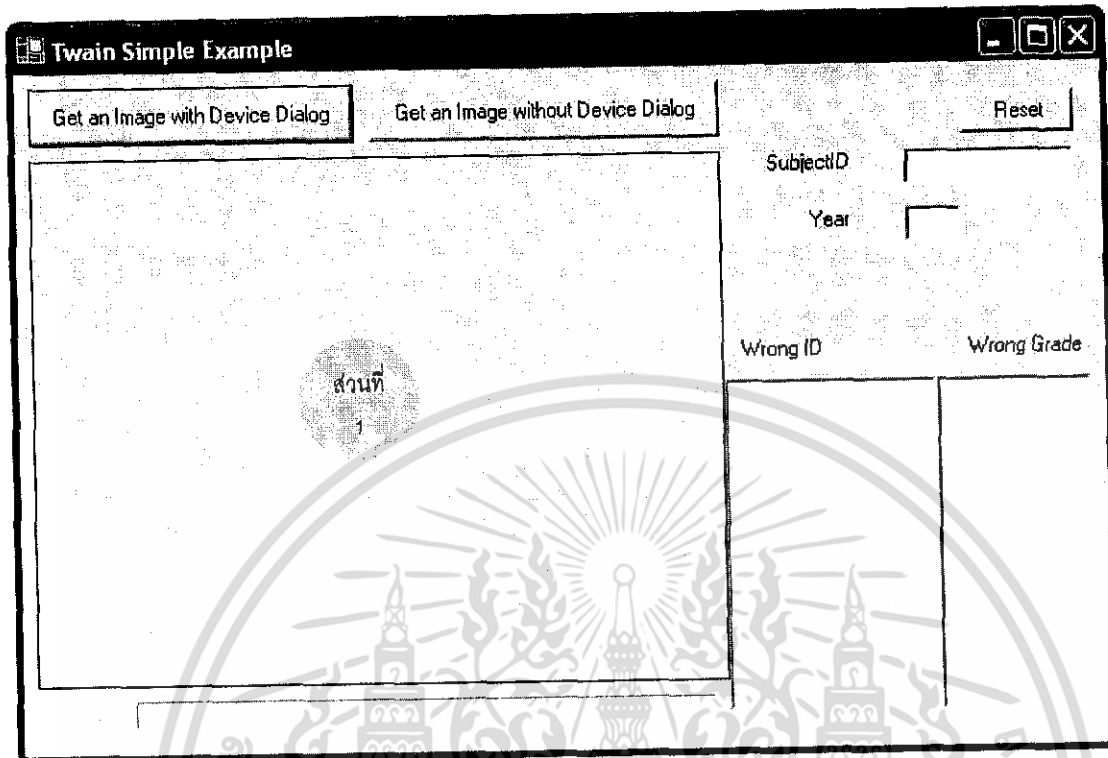 Twain Simple Example
Get an Image with Device Dialog
Get an Image without Device Dialog
Reset
SubjectID
Year
Wrong ID
Wrong Grade
ส่วนที่
1